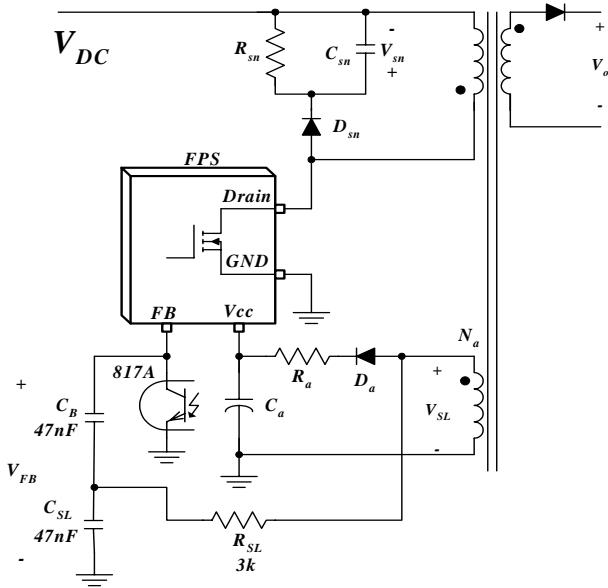 V_DC
R_sn
C_sn
-
V_sn
+
+
V_o
-
D_sn
FPS
Drain
GND
FB
Vcc
817A
R_a
D_a
N_a
+
V_SL
-
+
C_B
47nF
C_a
V_FB
C_SL
47nF
-
R_SL
3k